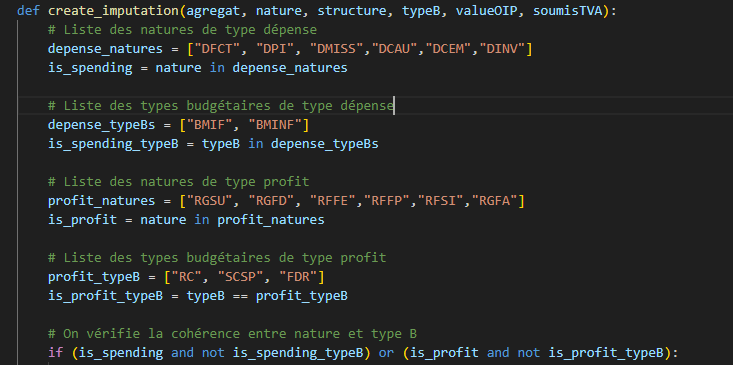 def create_imputation(agregat, nature, structure, typeB, valueOIP, soumisTVA):
# Liste des natures de type dépense
depense_natures = ["DFCT", "DPI", "DMISS","DCAU","DCEM","DINV"]
is_spending = nature in depense_natures
# Liste des types budgétaires de type dépense
depense_typeBs = ["BMIF", "BMINF"]
is_spending_typeB = typeB in depense_typeBs
# Liste des natures de type profit
profit_natures = ["RGSU", "RGFD", "RFFE","RFFP","RFSI","RGFA"]
is_profit = nature in profit_natures
# Liste des types budgétaires de type profit
profit_typeB = ["RC", "SCSP", "FDR"]
is_profit_typeB = typeB == profit_typeB
# On vérifie la cohérence entre nature et type B
if (is_spending and not is_spending_typeB) or (is_profit and not is_profit_typeB):